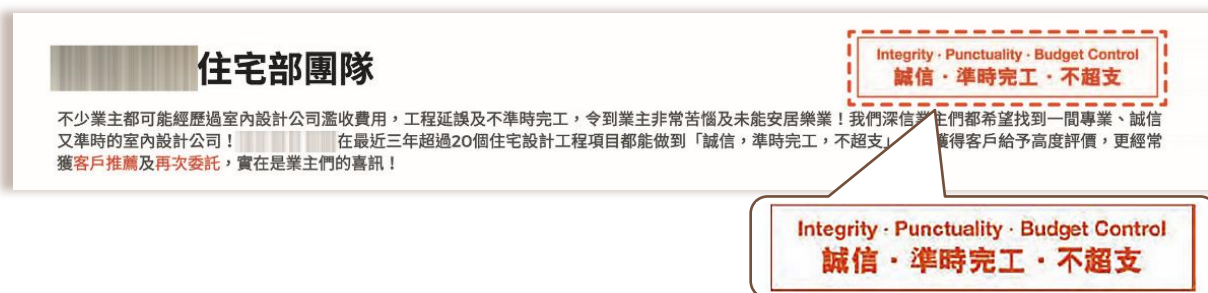 住宅部團隊
Integrity · Punctuality · Budget Control
誠信 · 準時完工 · 不超支
不少業主都可能經歷過室內設計公司濫收費用，工程延誤及不準時完工，令到業主非常苦惱及未能安居樂業！我們深信業主們都希望找到一間專業、誠信
又準時的室內設計公司！ 在最近三年超過20個住宅設計工程項目都能做到「誠信，準時完工，不超支」 獲得客戶給予高度評價，更經常
獲客戶推薦及再次委託，實在是業主們的喜訊！
Integrity · Punctuality · Budget Control
誠信 · 準時完工 · 不超支